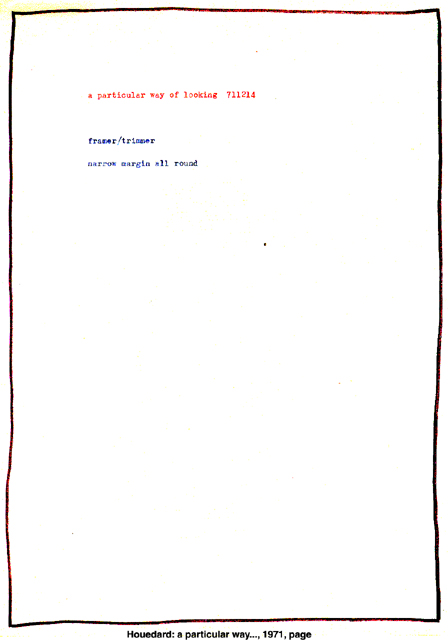 a particular way of looking 711214
framer/trimmer
narrow margin all round
Houedard: a particular way..., 1971, page